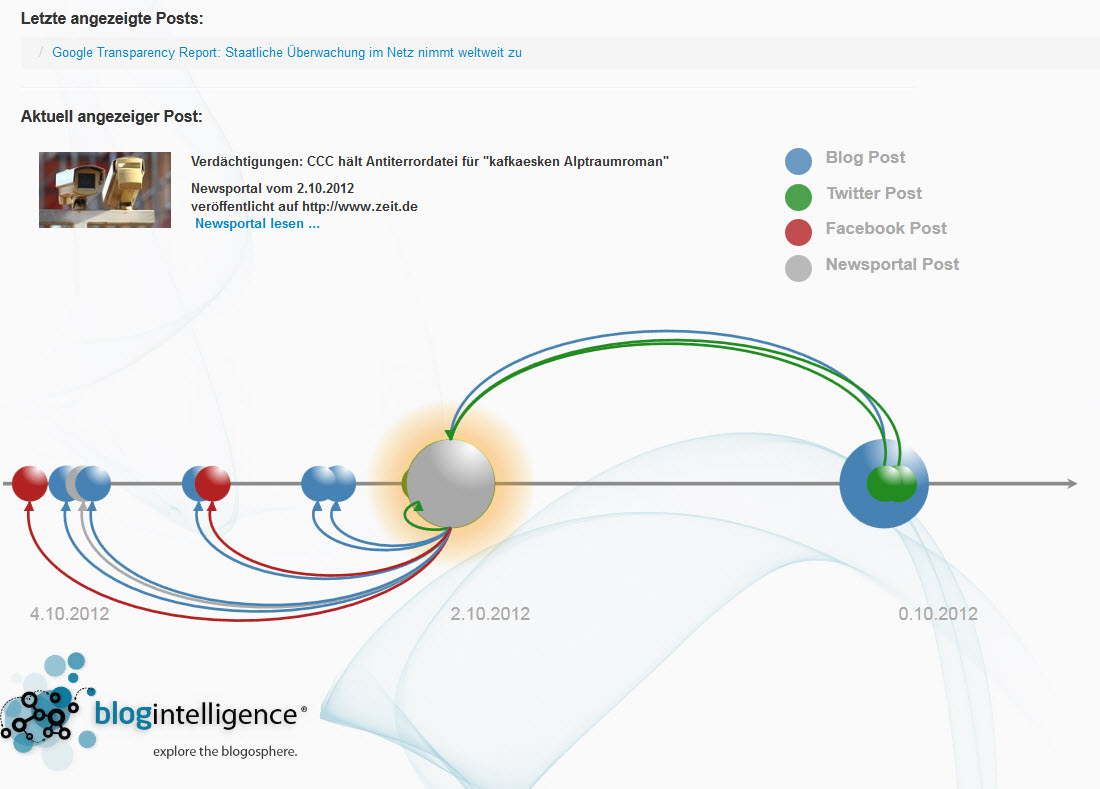 Letzte angezeigte Posts:
/ Google Transparency Report: Staatliche Überwachung im Netz nimmt weltweit zu
Aktuell angezeiger Post:
Verdächtigungen: CCC hält Antiterrordatei für "kafkaesken Alptraumroman"
Newsportal vom 2.10.2012
veröffentlicht auf http://www.zeit.de
Newsportal lesen ...
Blog Post
Twitter Post
Facebook Post
Newsportal Post
4.10.2012
2.10.2012
0.10.2012
blogintelligence®
explore the blogosphere.